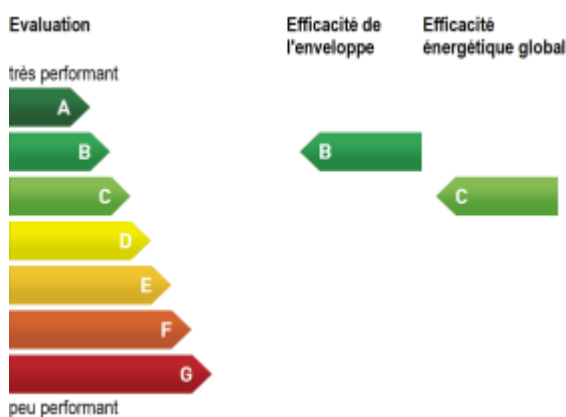 Evaluation
Efficacité de
l'enveloppe
Efficacité
énergétique global
très performant
A
B
B
C
C
D
E
F
G
peu performant